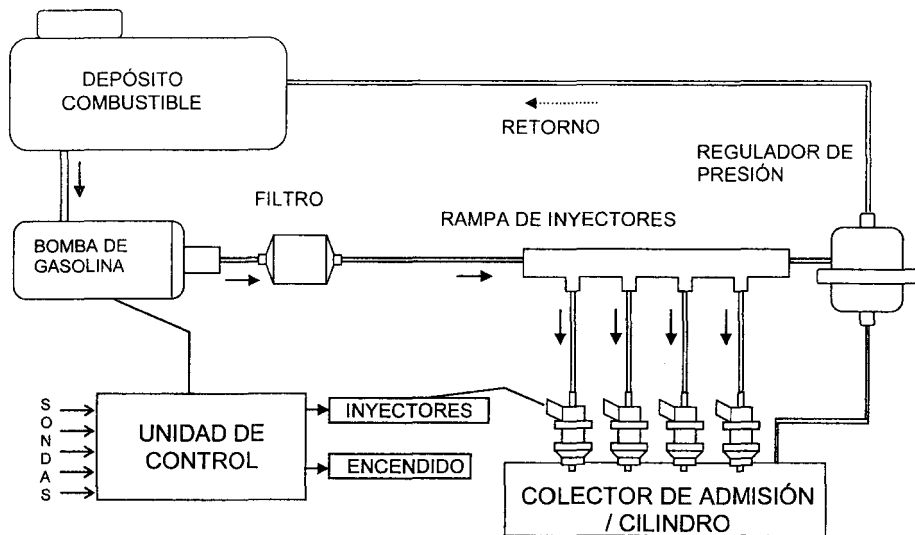 DEPÓSITO
COMBUSTIBLE
RETORNO
REGULADOR DE
PRESIÓN
FILTRO
RAMPA DE INYECTORES
BOMBA DE
GASOLINA
SONDAS
UNIDAD DE
CONTROL
INYECTORES
ENCENDIDO
COLECTOR DE ADMISIÓN
/ CILINDRO